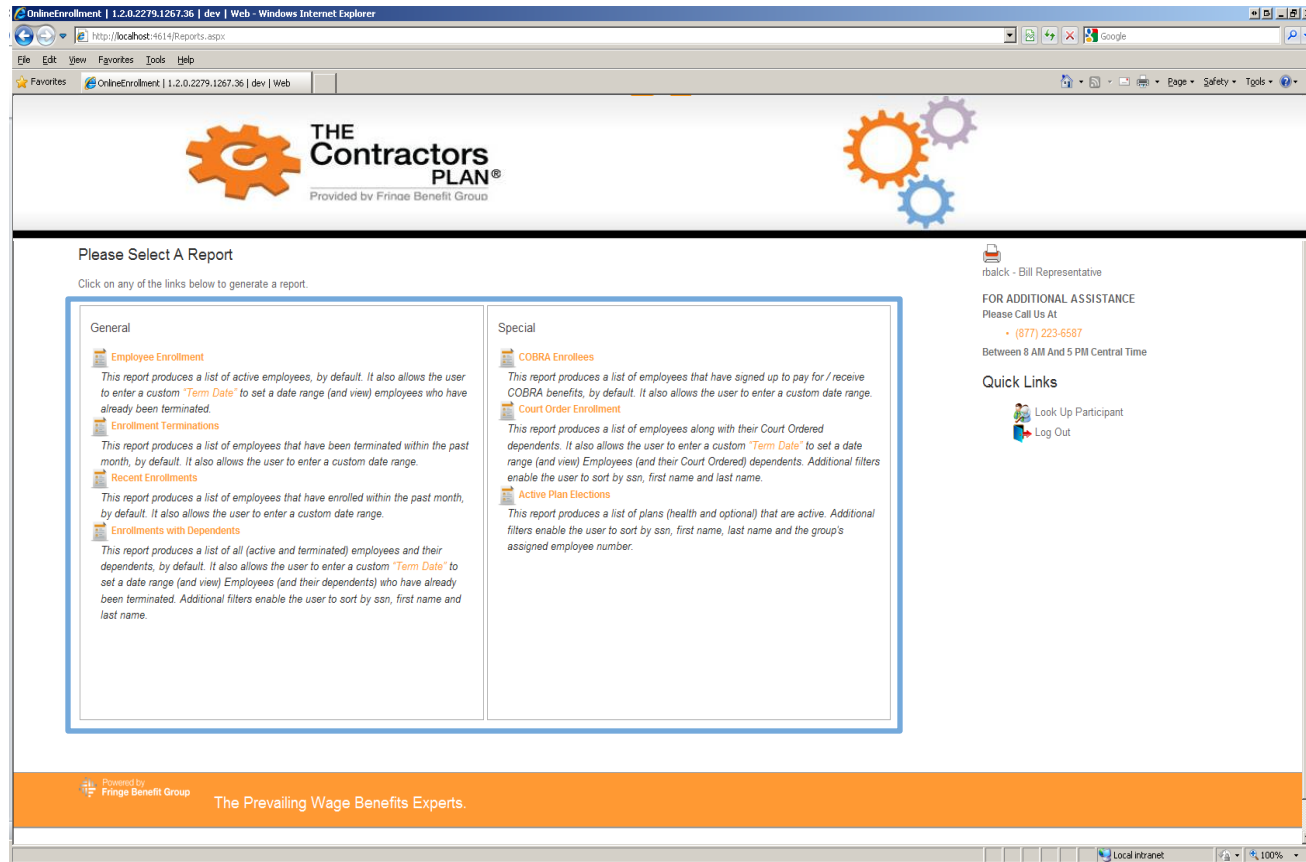 OnlineEnrollment | 1.2.0.2279.1267.36 | dev | Web - Windows Internet Explorer
http://localhost:4614/Reports.aspx
Google
File Edit View Favorites Tools Help
Favorites
OnlineEnrollment | 1.2.0.2279.1267.36 | dev | Web
Page Safety Tools
THE
Contractors
PLAN®
Provided by Fringe Benefit Group
Please Select A Report
Click on any of the links below to generate a report.
General
Employee Enrollment
This report produces a list of active employees, by default. It also allows the user
to enter a custom "Term Date" to set a date range (and view) employees who have
already been terminated.
Enrollment Terminations
This report produces a list of employees that have been terminated within the past
month, by default. It also allows the user to enter a custom date range.
Recent Enrollments
This report produces a list of employees that have enrolled within the past month,
by default. It also allows the user to enter a custom date range.
Enrollments with Dependents
This report produces a list of all (active and terminated) employees and their
dependents, by default. It also allows the user to enter a custom "Term Date" to
set a date range (and view) Employees (and their dependents) who have already
been terminated. Additional filters enable the user to sort by ssn, first name and
last name.
Special
COBRA Enrollees
This report produces a list of employees that have signed up to pay for / receive
COBRA benefits, by default. It also allows the user to enter a custom date range.
Court Order Enrollment
This report produces a list of employees along with their Court Ordered
dependents. It also allows the user to enter a custom "Term Date" to set a date
range (and view) Employees (and their Court Ordered) dependents. Additional filters
enable the user to sort by ssn, first name and last name.
Active Plan Elections
This report produces a list of plans (health and optional) that are active. Additional
filters enable the user to sort by ssn, first name, last name and the group's
assigned employee number.
rbalck - Bill Representative
FOR ADDITIONAL ASSISTANCE
Please Call Us At
• (877) 223-6587
Between 8 AM And 5 PM Central Time
Quick Links
Look Up Participant
Log Out
Powered by
Fringe Benefit Group
The Prevailing Wage Benefits Experts.
Local intranet
100%